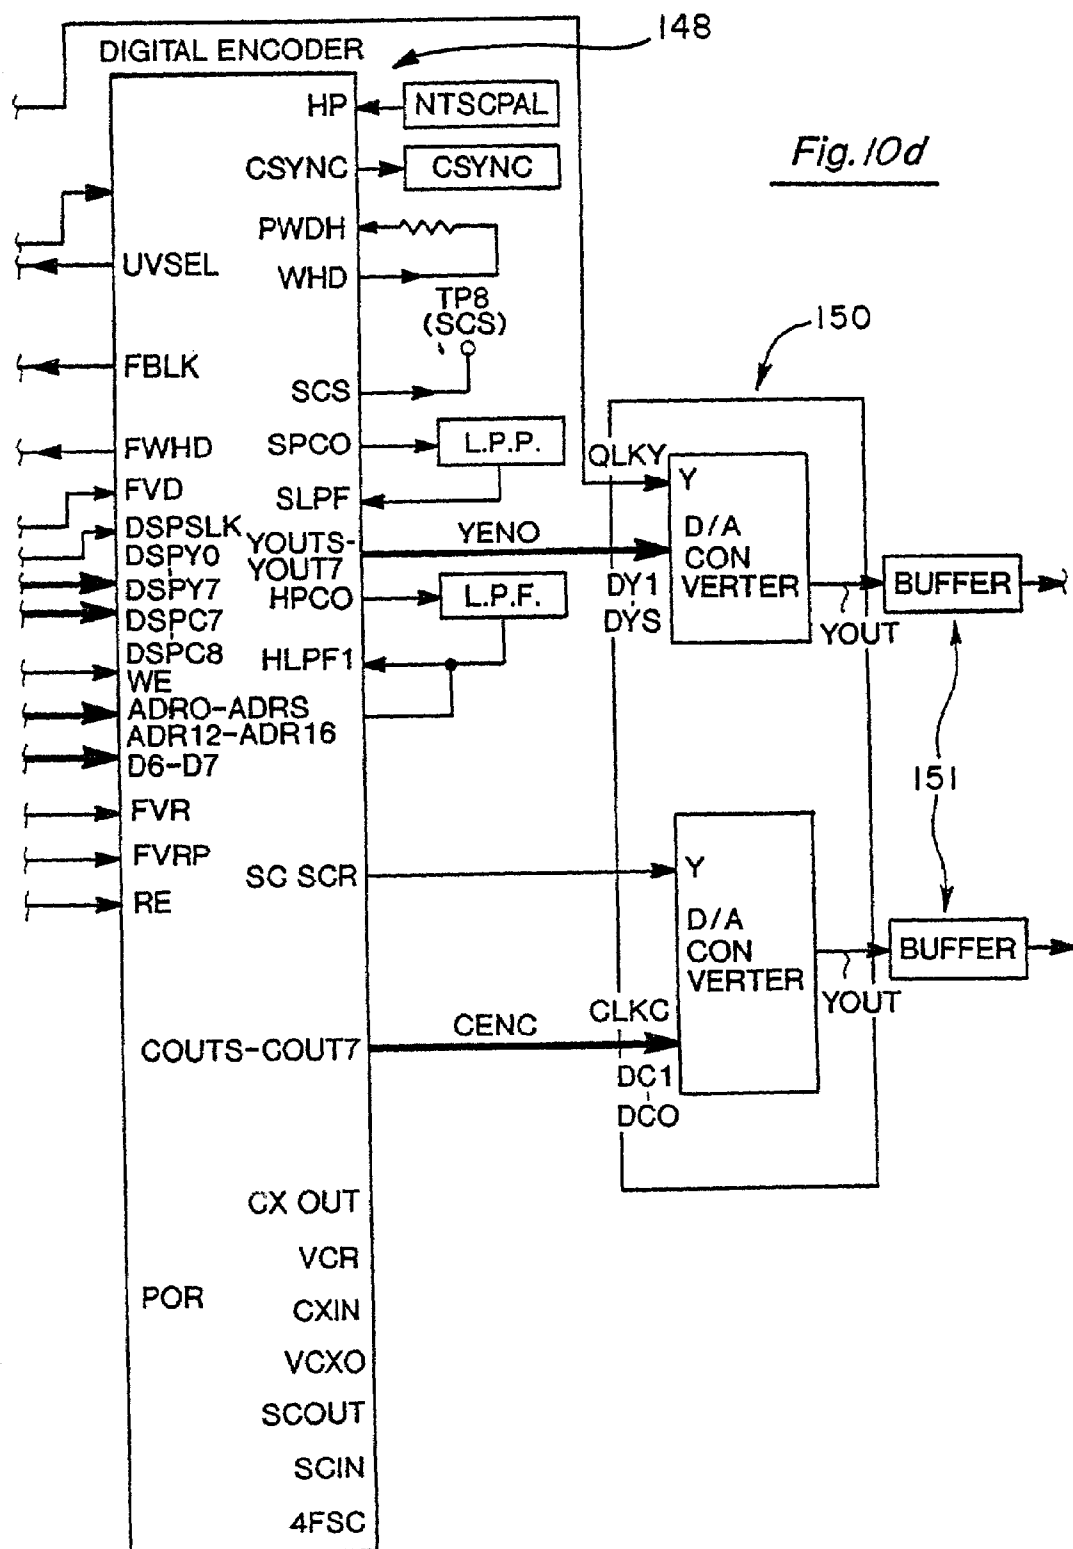 148
DIGITAL ENCODER
Fig. 10d
HP
NTSCPAL
CSYNC
CSYNC
PWDH
UVSEL
WHD
TP8
(SCS)
150
FBLK
SCS
FWHD
SPCO
L.P.P.
QLKY
Y
FVD
SLPF
DSPSLK
DSPY0
DSPY7
DSPC7
DSPC8
YOUTS-
YOUT7
YENO
D/A
CON
VERTER
DY1
DYS
BUFFER
YOUT
HPCO
L.P.F.
HLPF1
WE
ADRO-ADRS
ADR12-ADR16
D6-D7
151
FVR
FVRP
RE
SC SCR
Y
D/A
CON
VERTER
BUFFER
YOUT
COUTS-COUT7
CENC
CLKC
DC1
DCO
CX OUT
VCR
POR
CXIN
VCXO
SCOUT
SCIN
4FSC